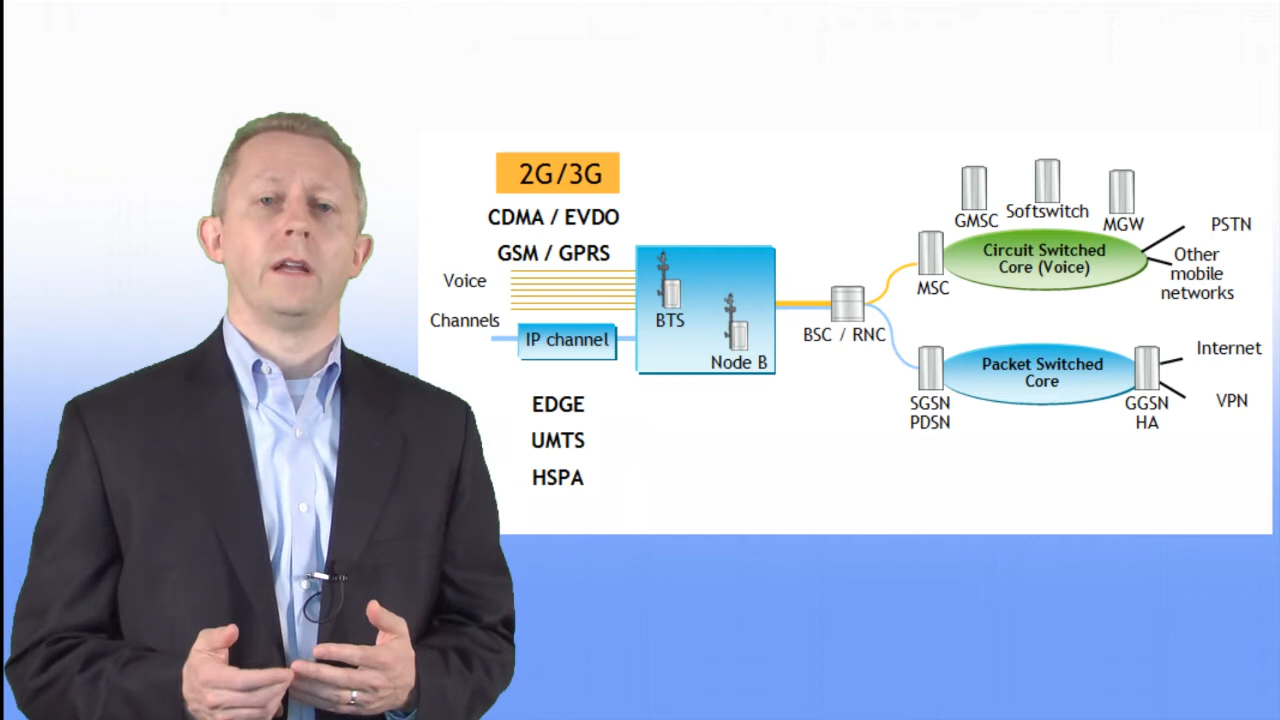 2G/3G
CDMA / EVDO
GSM / GPRS
Voice
Channels
IP channel
EDGE
UMTS
HSPA
BTS
Node B
BSC / RNC
MSC
GMSC
Softswitch
MGW
Circuit Switched
Core (Voice)
PSTN
Other
mobile
networks
SGSN
PDSN
Packet Switched
Core
GGSN
HA
Internet
VPN